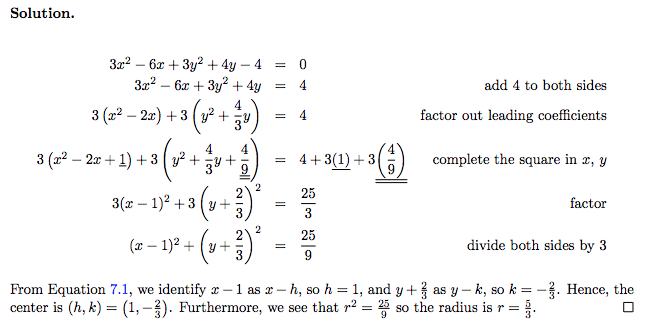 Solution.
3x² − 6x + 3y² + 4y − 4 = 0
3x² − 6x + 3y² + 4y = 4 add 4 to both sides
3 (x² − 2x) + 3 (y² + 4/3 y) = 4 factor out leading coefficients
3 (x² − 2x + 1) + 3 (y² + 4/3 y + 4/9) = 4 + 3(1) + 3 (4/9) complete the square in x, y
3(x − 1)² + 3 (y + 2/3)² = 25/3 factor
(x − 1)² + (y + 2/3)² = 25/9 divide both sides by 3
From Equation 7.1, we identify x − 1 as x − h, so h = 1, and y + 2/3 as y − k, so k = −2/3. Hence, the
center is (h, k) = (1, −2/3). Furthermore, we see that r² = 25/9 so the radius is r = 5/3. □